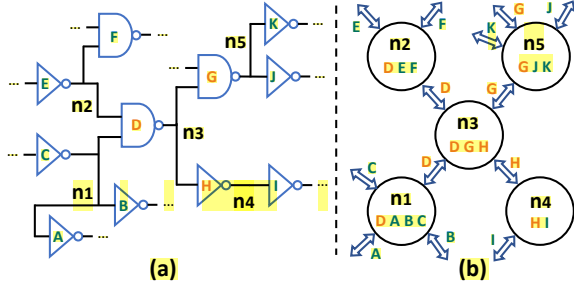 ... F ...
K ...
... E
n2
... G
n5
J ...
D
n3
... C
n1
B ...
H
n4
I ...
A ...
(a)
E
F
n2
D E F
K
G
J
n5
G J K
D
G
n3
D G H
C
D
H
n1
D A B C
n4
H I
A
B
I
(b)